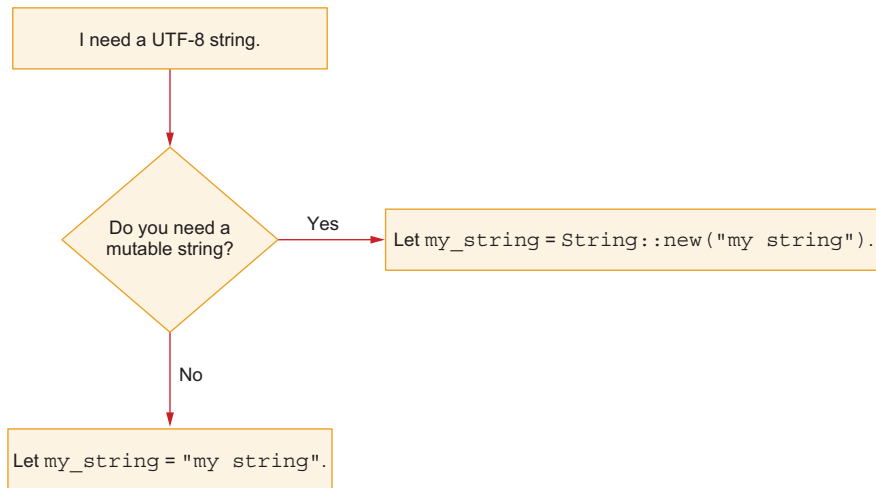 I need a UTF-8 string.
Do you need a
mutable string?
Yes
Let my_string = String::new("my string").
No
Let my_string = "my string".